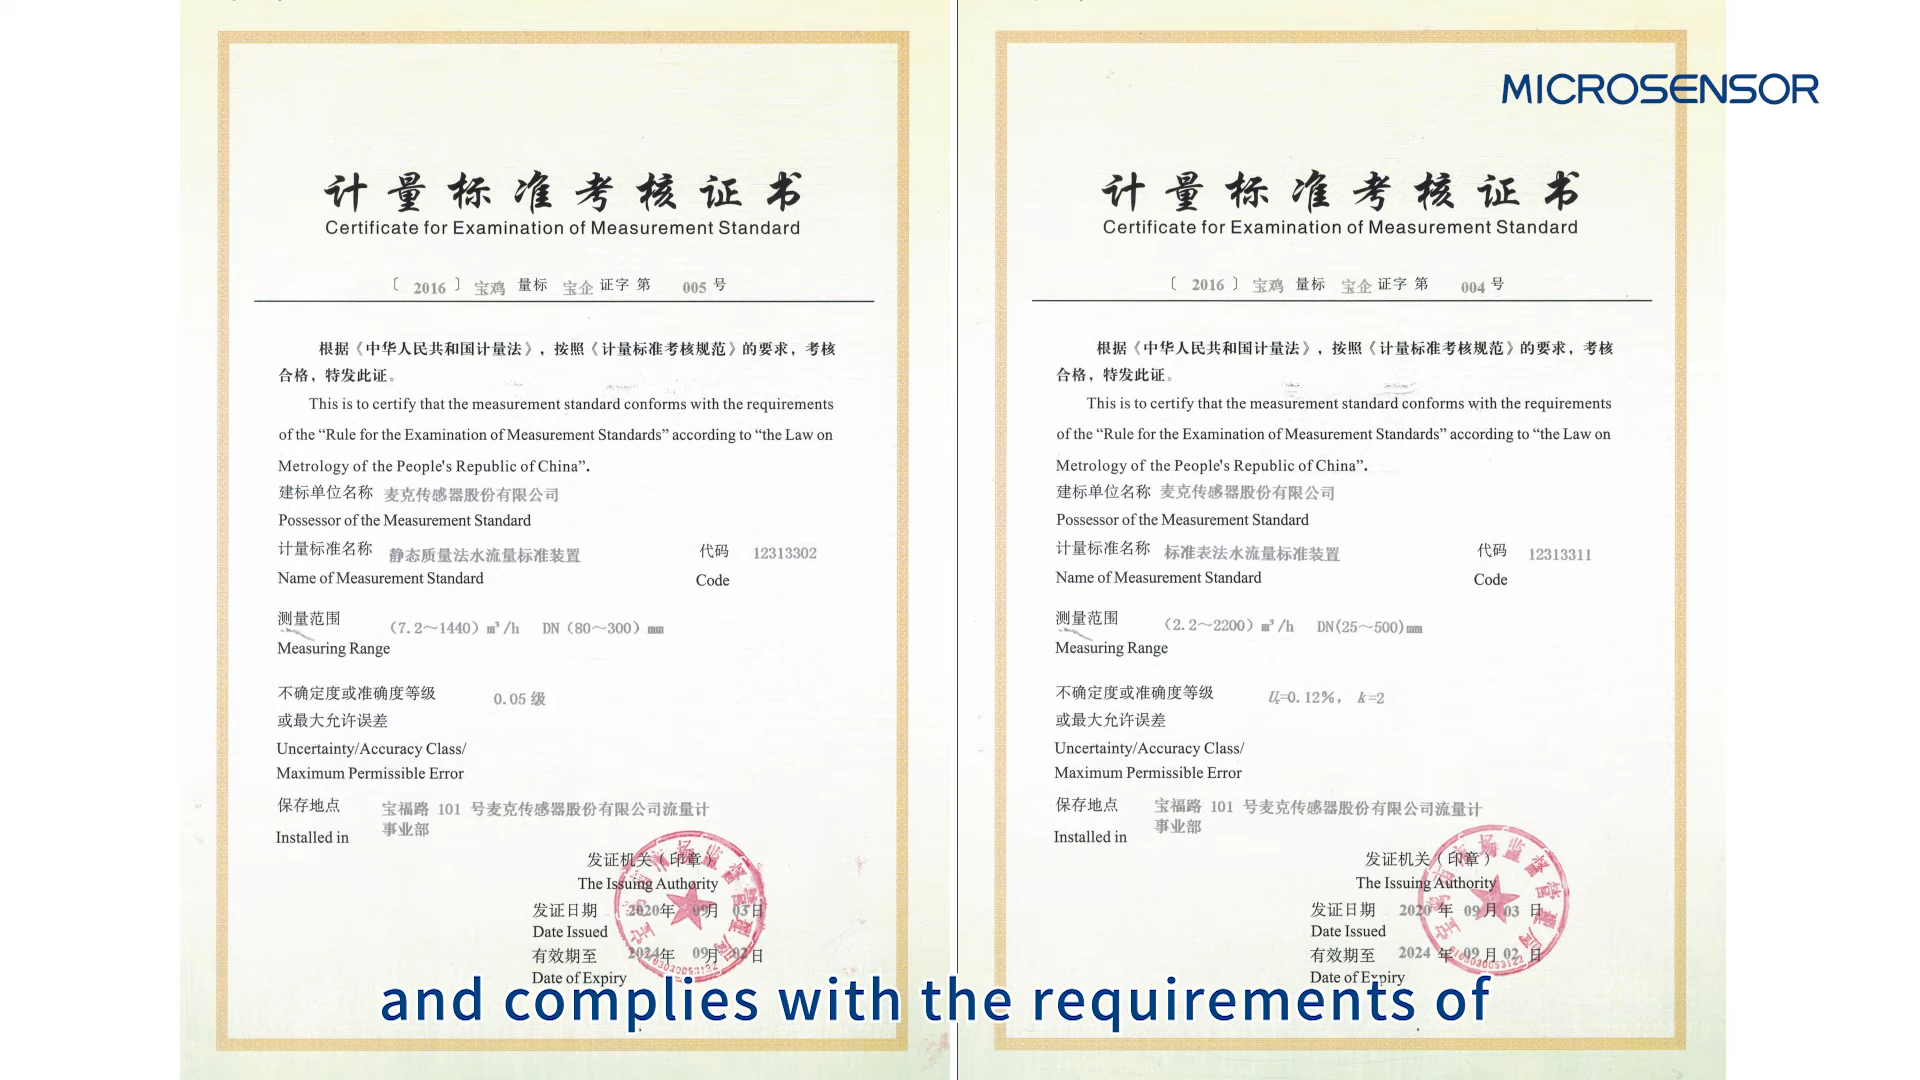 MICROSENSOR
计量标准考核证书
Certificate for Examination of Measurement Standard
〔 2016 〕 宝鸡 量标 宝企 证字 第 005 号
根据《中华人民共和国计量法》，按照《计量标准考核规范》的要求，考核
合格，特发此证。
This is to certify that the measurement standard conforms with the requirements
of the “Rule for the Examination of Measurement Standards” according to “the Law on
Metrology of the People's Republic of China”.
建标单位名称 麦克传感器股份有限公司
Possessor of the Measurement Standard
计量标准名称 静态质量法水流量标准装置 代码 12313302
Name of Measurement Standard Code
测量范围 （7.2～1440）m³/h DN（80～300）mm
Measuring Range
不确定度或准确度等级 0.05 级
或最大允许误差
Uncertainty/Accuracy Class/
Maximum Permissible Error
保存地点 宝福路 101 号麦克传感器股份有限公司流量计
事业部
Installed in
发证机关（印章）
The Issuing Authority
发证日期 2020年 09月 03日
Date Issued
有效期至 2024年 09月 02日
Date of Expiry
宝鸡市市场监督管理局
计量标准考核证书
Certificate for Examination of Measurement Standard
〔 2016 〕 宝鸡 量标 宝企 证字 第 004 号
根据《中华人民共和国计量法》，按照《计量标准考核规范》的要求，考核
合格，特发此证。
This is to certify that the measurement standard conforms with the requirements
of the “Rule for the Examination of Measurement Standards” according to “the Law on
Metrology of the People's Republic of China”.
建标单位名称 麦克传感器股份有限公司
Possessor of the Measurement Standard
计量标准名称 标准表法水流量标准装置 代码 12313311
Name of Measurement Standard Code
测量范围 （2.2～2200）m³/h DN(25～500)mm
Measuring Range
不确定度或准确度等级 Uᵣ=0.12%， k=2
或最大允许误差
Uncertainty/Accuracy Class/
Maximum Permissible Error
保存地点 宝福路 101 号麦克传感器股份有限公司流量计
事业部
Installed in
发证机关（印章）
The Issuing Authority
发证日期 2020 年 09 月 03 日
Date Issued
有效期至 2024 年 09 月 02 日
Date of Expiry
宝鸡市市场监督管理局
and complies with the requirements of